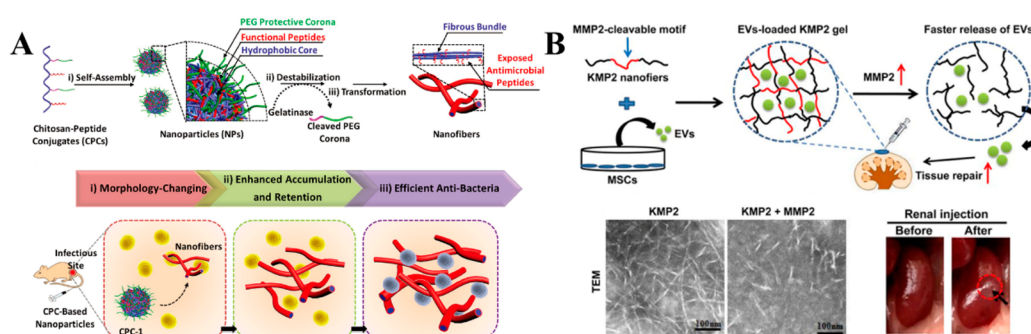 A
PEG Protective Corona
Functional Peptides
Hydrophobic Core
i) Self-Assembly
Chitosan-Peptide
Conjugates (CPCs)
Nanoparticles (NPs)
ii) Destabilization
iii) Transformation
Gelatinase
Cleaved PEG
Corona
Fibrous Bundle
Exposed
Antimicrobial
Peptides
Nanofibers
i) Morphology-Changing
ii) Enhanced Accumulation
and Retention
iii) Efficient Anti-Bacteria
Infectious
Site
CPC-Based
Nanoparticles
Nanofibers
CPC-1
B
MMP2-cleavable motif
KMP2 nanofiers
EVs
MSCs
EVs-loaded KMP2 gel
MMP2
Faster release of EVs
Tissue repair
KMP2
KMP2 + MMP2
TEM
100nm
100nm
Renal injection
Before
After